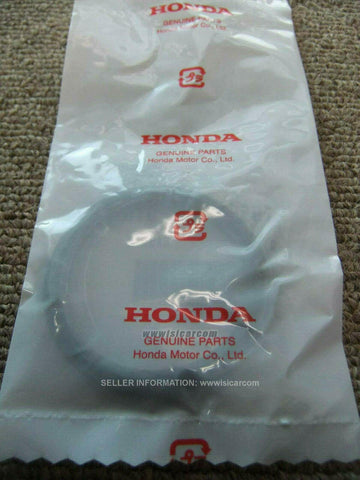 HONDA
GENUINE PARTS
Honda Motor Co., Ltd.
HONDA
GENUINE PARTS
Honda Motor Co., Ltd.
HONDA
www.isicar.com
GENUINE PARTS
Honda Motor Co., Ltd.
SELLER INFORMATION: www.isicar.com